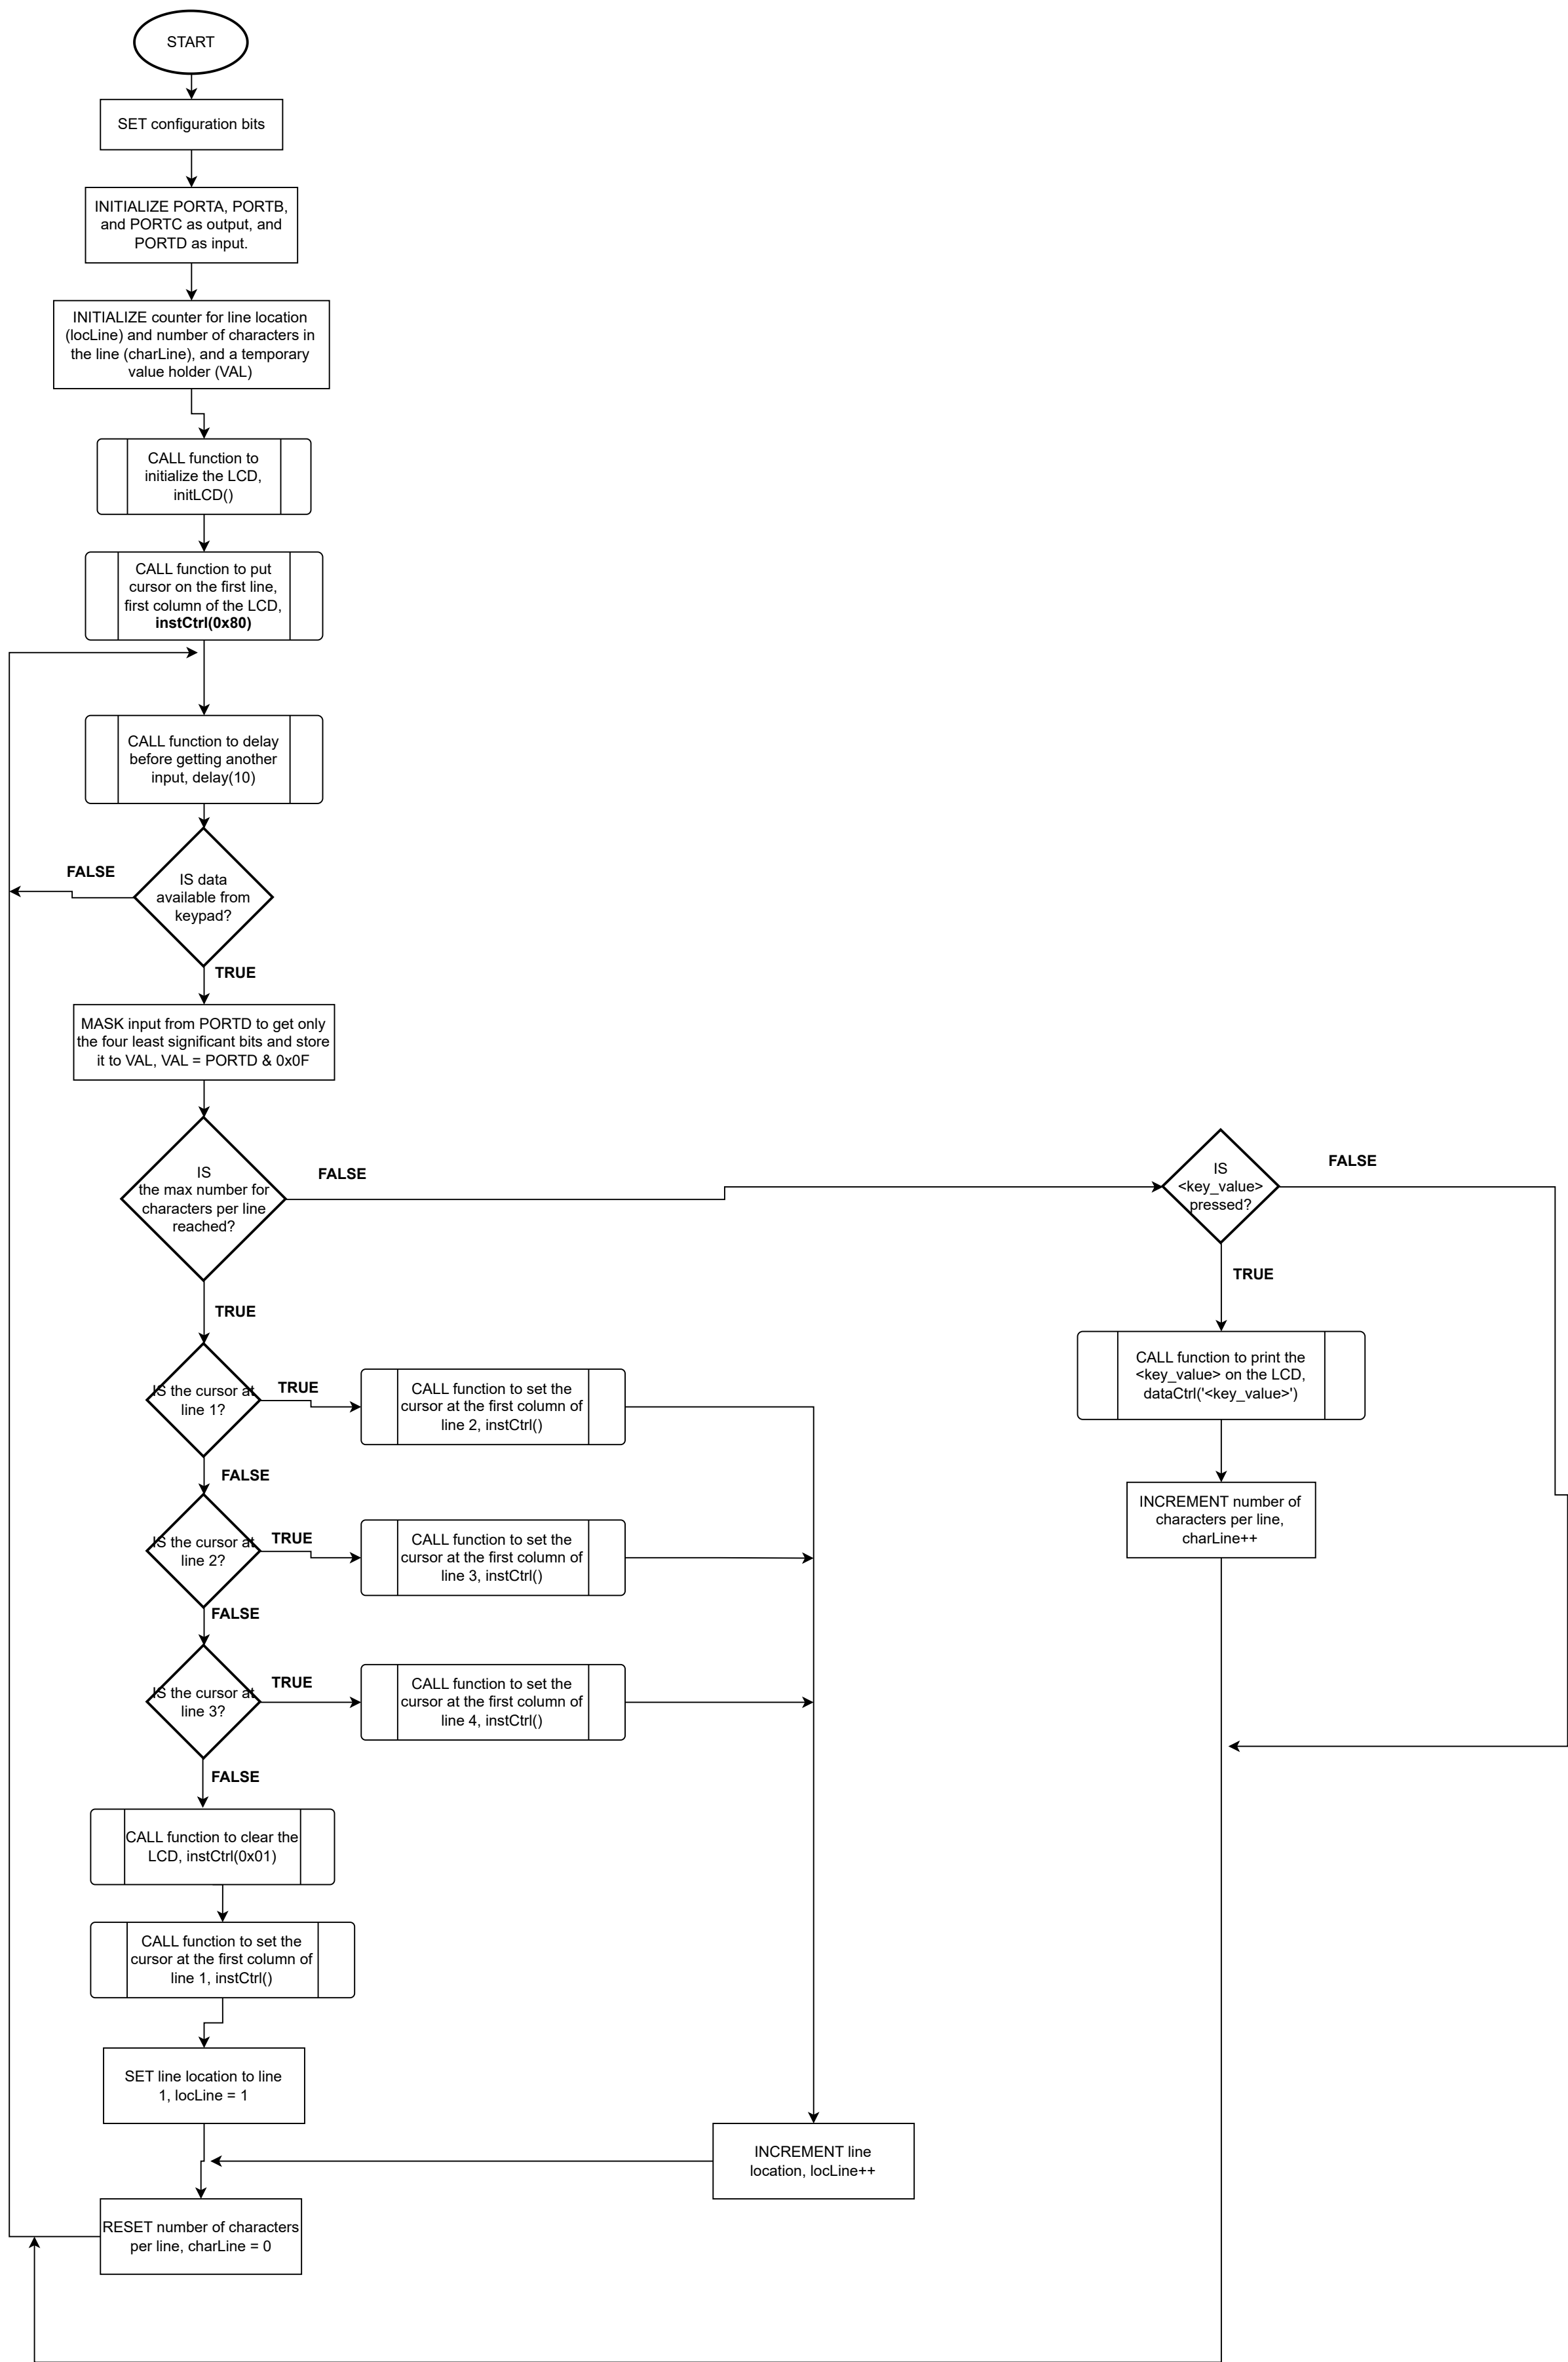 START
SET configuration bits
INITIALIZE PORTA, PORTB,
and PORTC as output, and
PORTD as input.
INITIALIZE counter for line location
(locLine) and number of characters in
the line (charLine), and a temporary
value holder (VAL)
CALL function to
initialize the LCD,
initLCD()
CALL function to put
cursor on the first line,
first column of the LCD,
instCtrl(0x80)
CALL function to delay
before getting another
input, delay(10)
FALSE
IS data
available from
keypad?
TRUE
MASK input from PORTD to get only
the four least significant bits and store
it to VAL, VAL = PORTD & 0x0F
IS
the max number for
characters per line
reached?
FALSE
IS
<key_value>
pressed?
FALSE
TRUE
CALL function to print the
<key_value> on the LCD,
dataCtrl('<key_value>')
INCREMENT number of
characters per line,
charLine++
TRUE
IS the cursor at
line 1?
TRUE
CALL function to set the
cursor at the first column of
line 2, instCtrl()
FALSE
IS the cursor at
line 2?
TRUE
CALL function to set the
cursor at the first column of
line 3, instCtrl()
FALSE
IS the cursor at
line 3?
TRUE
CALL function to set the
cursor at the first column of
line 4, instCtrl()
FALSE
CALL function to clear the
LCD, instCtrl(0x01)
CALL function to set the
cursor at the first column of
line 1, instCtrl()
SET line location to line
1, locLine = 1
INCREMENT line
location, locLine++
RESET number of characters
per line, charLine = 0